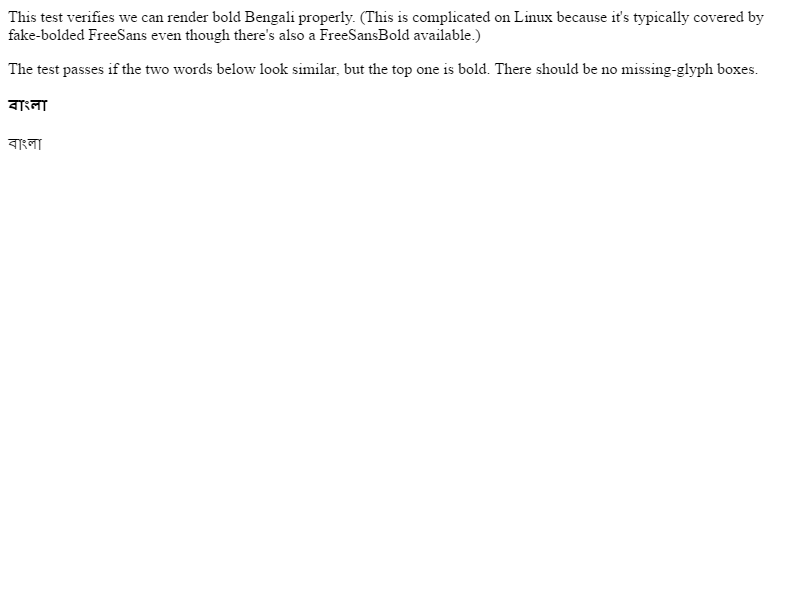 This test verifies we can render bold Bengali properly. (This is complicated on Linux because it's typically covered by
fake-bolded FreeSans even though there's also a FreeSansBold available.)
The test passes if the two words below look similar, but the top one is bold. There should be no missing-glyph boxes.
বাংলা
বাংলা